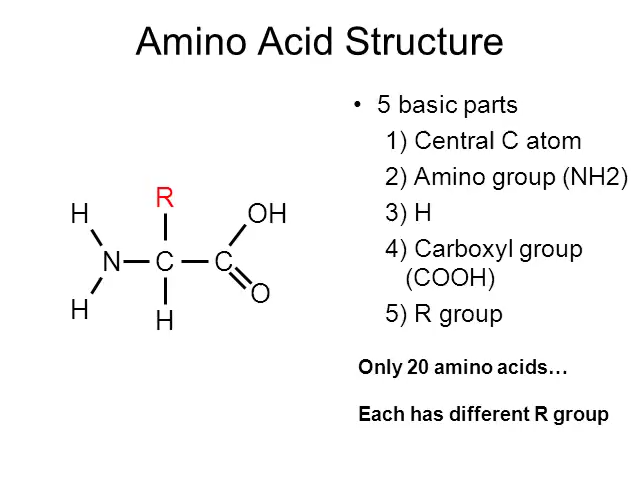 Amino Acid Structure
• 5 basic parts
1) Central C atom
2) Amino group (NH2)
3) H
4) Carboxyl group
(COOH)
5) R group
Only 20 amino acids…
Each has different R group
R
H OH
N C C
O
H
H